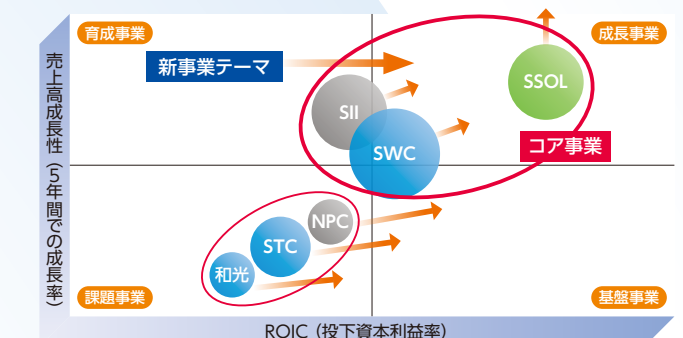 育成事業
成長事業
新事業テーマ
SSOL
SII
SWC
コア事業
売上高成長性（5年間での成長率）
NPC
STC
和光
課題事業
基盤事業
ROIC（投下資本利益率）